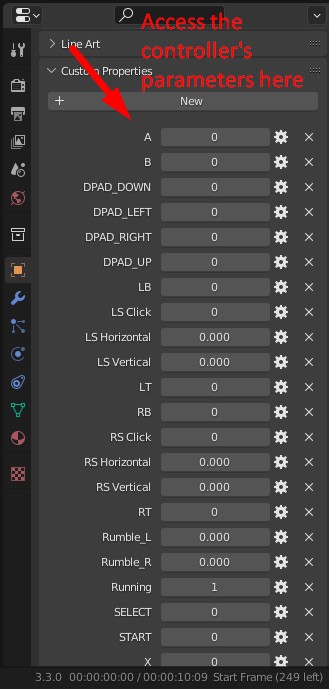 Access the
controller's
parameters here
Line Art
Custom Properties
+ New
A 0
B 0
DPAD_DOWN 0
DPAD_LEFT 0
DPAD_RIGHT 0
DPAD_UP 0
LB 0
LS Click 0
LS Horizontal 0.000
LS Vertical 0.000
LT 0
RB 0
RS Click 0
RS Horizontal 0.000
RS Vertical 0.000
RT 0
Rumble_L 0.000
Rumble_R 0.000
Running 1
SELECT 0
START 0
X 0
3.3.0 00:00:00:00 / 00:00:10:09 Start Frame (249 left)